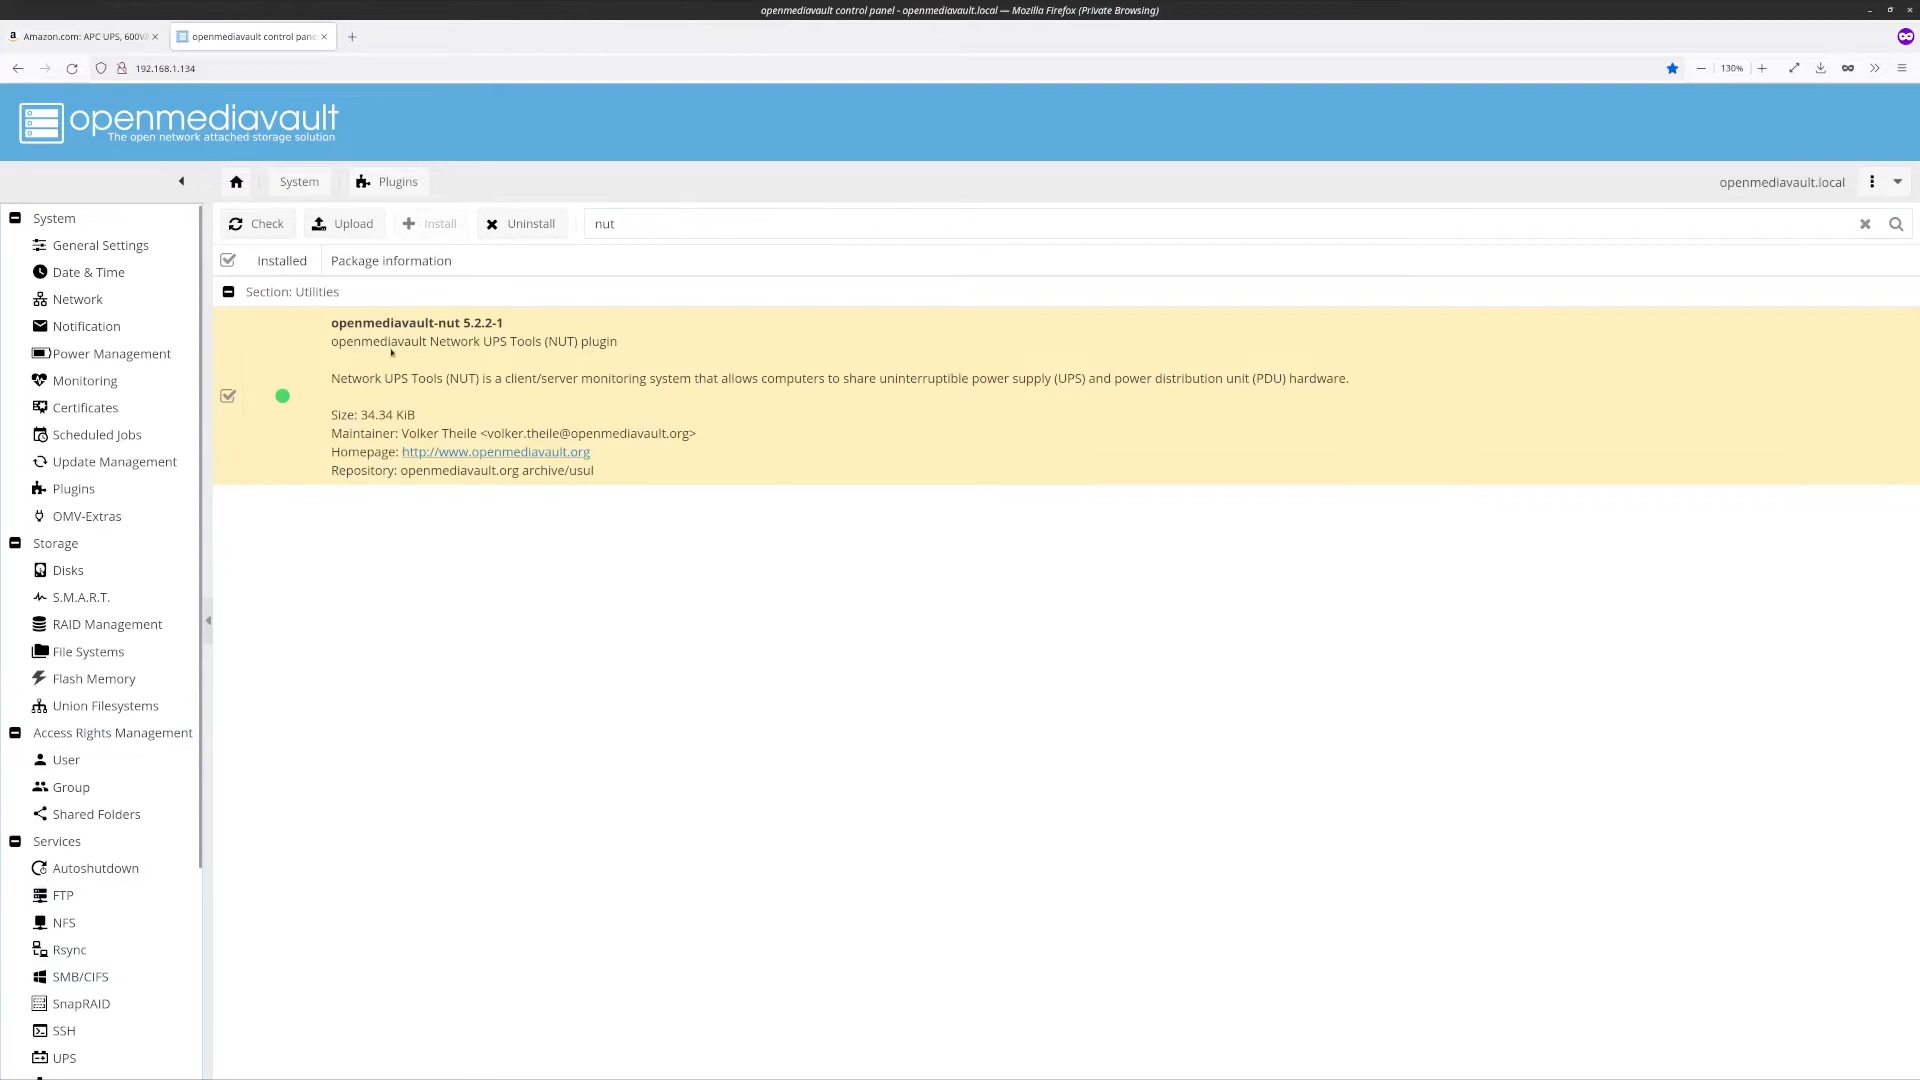 openmediavault control panel - openmediavault.local — Mozilla Firefox (Private Browsing)
Amazon.com: APC UPS, 600VA
openmediavault control pane
192.168.1.134
130%
openmediavault
The open network attached storage solution
System
Plugins
openmediavault.local
Check
Upload
Install
Uninstall
nut
Installed
Package information
Section: Utilities
openmediavault-nut 5.2.2-1
openmediavault Network UPS Tools (NUT) plugin
Network UPS Tools (NUT) is a client/server monitoring system that allows computers to share uninterruptible power supply (UPS) and power distribution unit (PDU) hardware.
Size: 34.34 KiB
Maintainer: Volker Theile <volker.theile@openmediavault.org>
Homepage: http://www.openmediavault.org
Repository: openmediavault.org archive/usul
System
General Settings
Date & Time
Network
Notification
Power Management
Monitoring
Certificates
Scheduled Jobs
Update Management
Plugins
OMV-Extras
Storage
Disks
S.M.A.R.T.
RAID Management
File Systems
Flash Memory
Union Filesystems
Access Rights Management
User
Group
Shared Folders
Services
Autoshutdown
FTP
NFS
Rsync
SMB/CIFS
SnapRAID
SSH
UPS